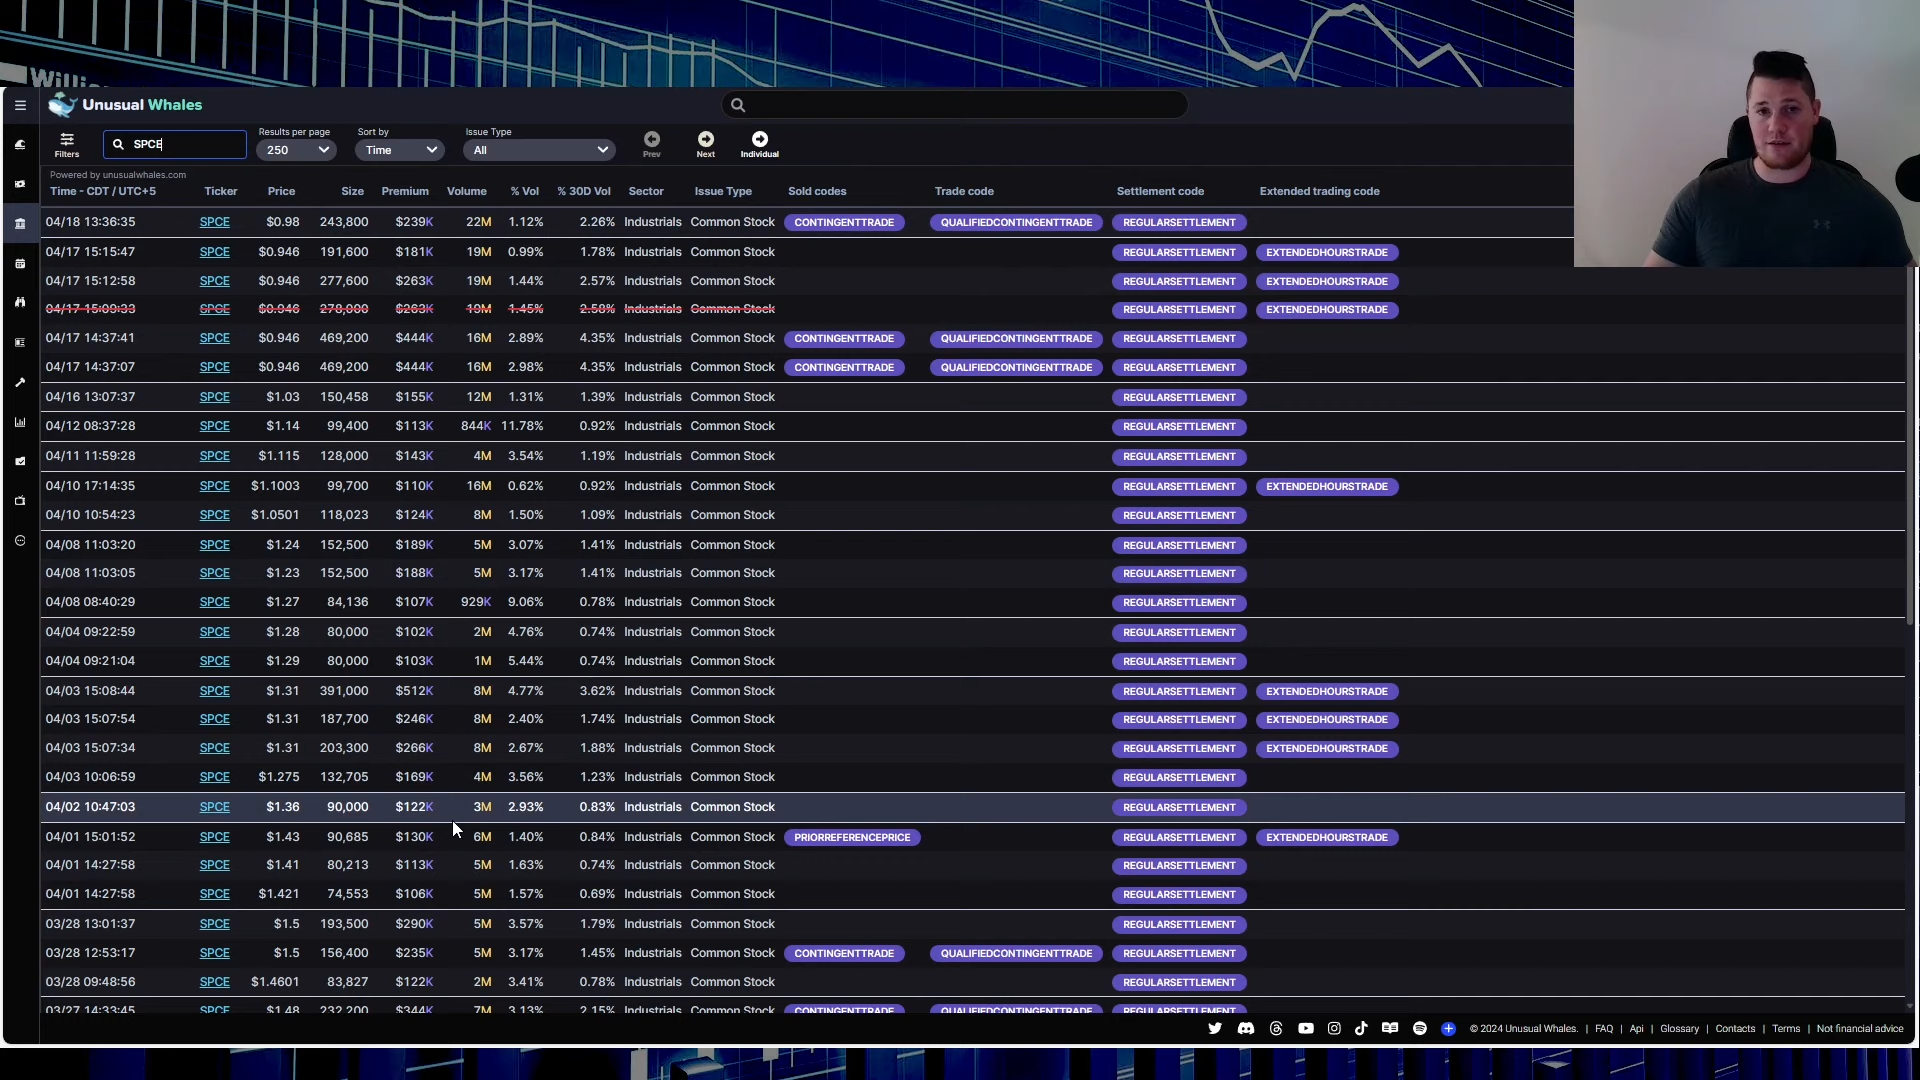 Willi
Unusual Whales
Filters
SPCE
Results per page
250
Sort by
Time
Issue Type
All
Prev
Next
Individual
Powered by unusualwhales.com
Time - CDT / UTC+5 Ticker Price Size Premium Volume % Vol % 30D Vol Sector Issue Type Sold codes Trade code Settlement code Extended trading code
04/18 13:36:35 SPCE $0.98 243,800 $239K 22M 1.12% 2.26% Industrials Common Stock CONTINGENTTRADE QUALIFIEDCONTINGENTTRADE REGULARSETTLEMENT
04/17 15:15:47 SPCE $0.946 191,600 $181K 19M 0.99% 1.78% Industrials Common Stock REGULARSETTLEMENT EXTENDEDHOURSTRADE
04/17 15:12:58 SPCE $0.946 277,600 $263K 19M 1.44% 2.57% Industrials Common Stock REGULARSETTLEMENT EXTENDEDHOURSTRADE
04/17 15:09:33 SPCE $0.946 278,000 $263K 19M 1.45% 2.58% Industrials Common Stock REGULARSETTLEMENT EXTENDEDHOURSTRADE
04/17 14:37:41 SPCE $0.946 469,200 $444K 16M 2.89% 4.35% Industrials Common Stock CONTINGENTTRADE QUALIFIEDCONTINGENTTRADE REGULARSETTLEMENT
04/17 14:37:07 SPCE $0.946 469,200 $444K 16M 2.98% 4.35% Industrials Common Stock CONTINGENTTRADE QUALIFIEDCONTINGENTTRADE REGULARSETTLEMENT
04/16 13:07:37 SPCE $1.03 150,458 $155K 12M 1.31% 1.39% Industrials Common Stock REGULARSETTLEMENT
04/12 08:37:28 SPCE $1.14 99,400 $113K 844K 11.78% 0.92% Industrials Common Stock REGULARSETTLEMENT
04/11 11:59:28 SPCE $1.115 128,000 $143K 4M 3.54% 1.19% Industrials Common Stock REGULARSETTLEMENT
04/10 17:14:35 SPCE $1.1003 99,700 $110K 16M 0.62% 0.92% Industrials Common Stock REGULARSETTLEMENT EXTENDEDHOURSTRADE
04/10 10:54:23 SPCE $1.0501 118,023 $124K 8M 1.50% 1.09% Industrials Common Stock REGULARSETTLEMENT
04/08 11:03:20 SPCE $1.24 152,500 $189K 5M 3.07% 1.41% Industrials Common Stock REGULARSETTLEMENT
04/08 11:03:05 SPCE $1.23 152,500 $188K 5M 3.17% 1.41% Industrials Common Stock REGULARSETTLEMENT
04/08 08:40:29 SPCE $1.27 84,136 $107K 929K 9.06% 0.78% Industrials Common Stock REGULARSETTLEMENT
04/04 09:22:59 SPCE $1.28 80,000 $102K 2M 4.76% 0.74% Industrials Common Stock REGULARSETTLEMENT
04/04 09:21:04 SPCE $1.29 80,000 $103K 1M 5.44% 0.74% Industrials Common Stock REGULARSETTLEMENT
04/03 15:08:44 SPCE $1.31 391,000 $512K 8M 4.77% 3.62% Industrials Common Stock REGULARSETTLEMENT EXTENDEDHOURSTRADE
04/03 15:07:54 SPCE $1.31 187,700 $246K 8M 2.40% 1.74% Industrials Common Stock REGULARSETTLEMENT EXTENDEDHOURSTRADE
04/03 15:07:34 SPCE $1.31 203,300 $266K 8M 2.67% 1.88% Industrials Common Stock REGULARSETTLEMENT EXTENDEDHOURSTRADE
04/03 10:06:59 SPCE $1.275 132,705 $169K 4M 3.56% 1.23% Industrials Common Stock REGULARSETTLEMENT
04/02 10:47:03 SPCE $1.36 90,000 $122K 3M 2.93% 0.83% Industrials Common Stock REGULARSETTLEMENT
04/01 15:01:52 SPCE $1.43 90,685 $130K 6M 1.40% 0.84% Industrials Common Stock PRIORREFERENCEPRICE REGULARSETTLEMENT EXTENDEDHOURSTRADE
04/01 14:27:58 SPCE $1.41 80,213 $113K 5M 1.63% 0.74% Industrials Common Stock REGULARSETTLEMENT
04/01 14:27:58 SPCE $1.421 74,553 $106K 5M 1.57% 0.69% Industrials Common Stock REGULARSETTLEMENT
03/28 13:01:37 SPCE $1.5 193,500 $290K 5M 3.57% 1.79% Industrials Common Stock REGULARSETTLEMENT
03/28 12:53:17 SPCE $1.5 156,400 $235K 5M 3.17% 1.45% Industrials Common Stock CONTINGENTTRADE QUALIFIEDCONTINGENTTRADE REGULARSETTLEMENT
03/28 09:48:56 SPCE $1.4601 83,827 $122K 2M 3.41% 0.78% Industrials Common Stock REGULARSETTLEMENT
03/27 14:33:45 SPCE $1.48 232,200 $344K 7M 3.13% 2.15% Industrials Common Stock CONTINGENTTRADE QUALIFIEDCONTINGENTTRADE REGULARSETTLEMENT
© 2024 Unusual Whales. | FAQ | Api | Glossary | Contacts | Terms | Not financial advice